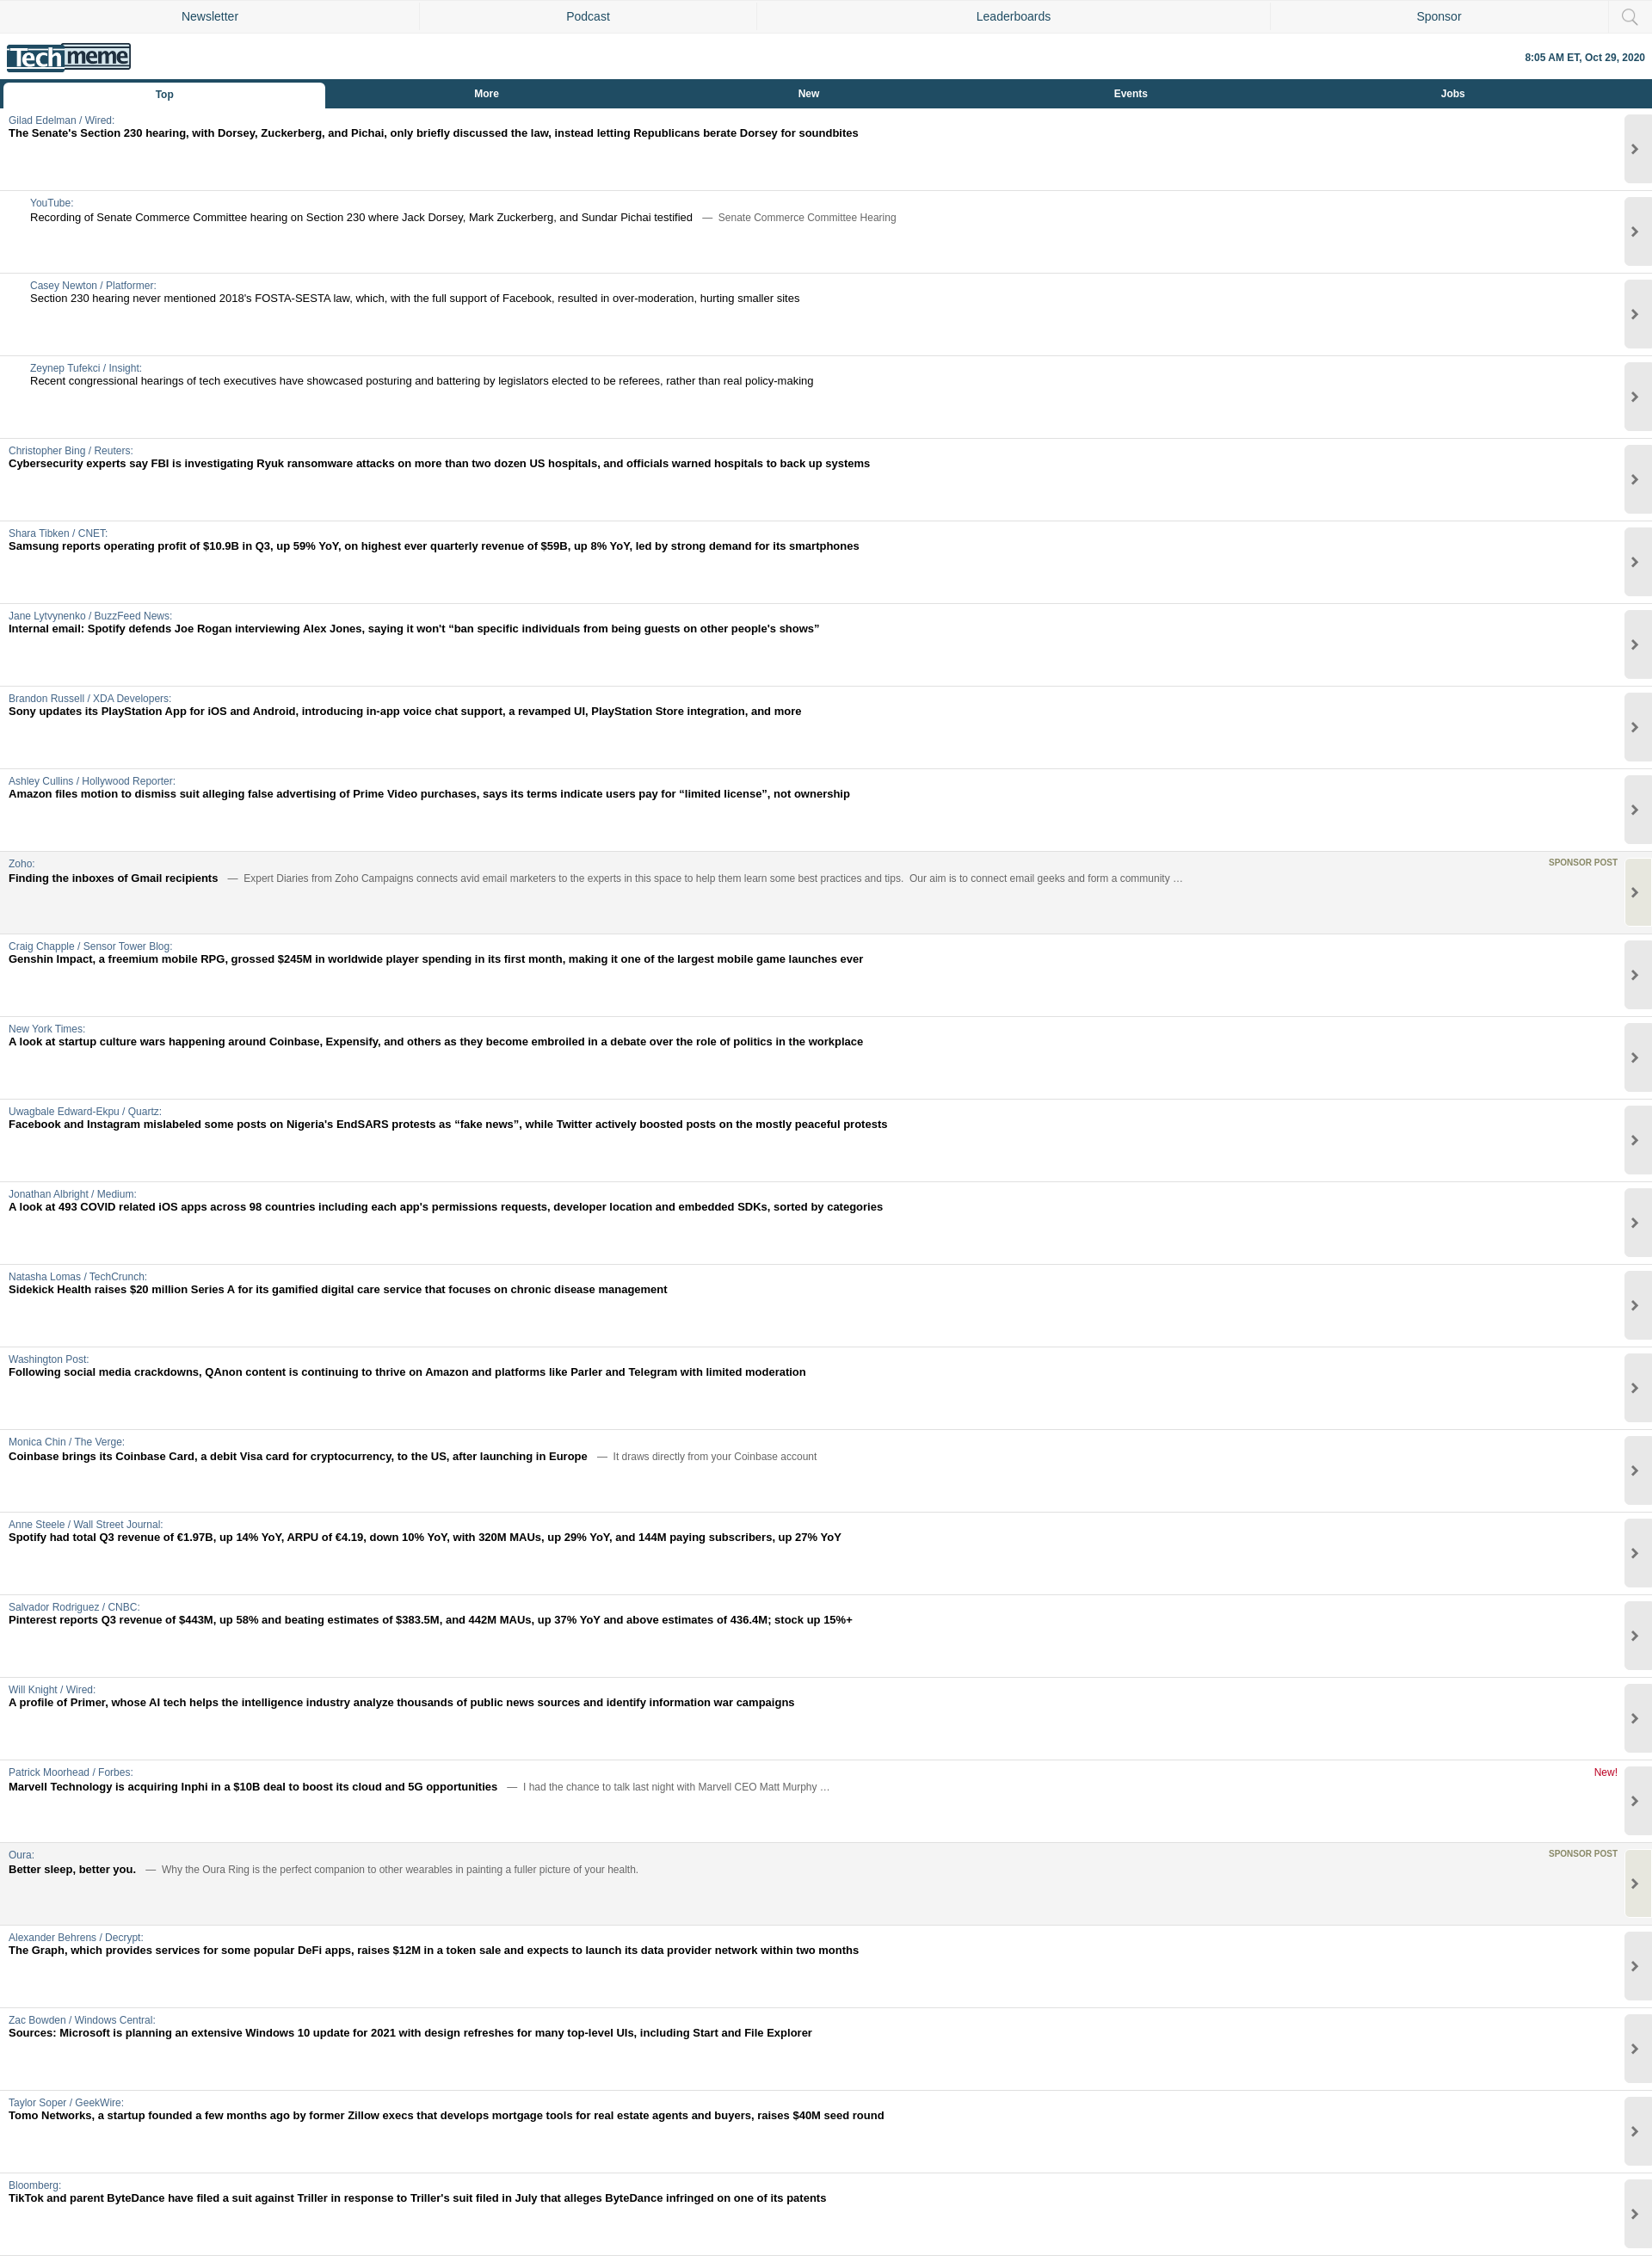 Newsletter
Podcast
Leaderboards
Sponsor
Techmeme
8:05 AM ET, Oct 29, 2020
Top
More
New
Events
Jobs
Gilad Edelman / Wired:
The Senate's Section 230 hearing, with Dorsey, Zuckerberg, and Pichai, only briefly discussed the law, instead letting Republicans berate Dorsey for soundbites
YouTube:
Recording of Senate Commerce Committee hearing on Section 230 where Jack Dorsey, Mark Zuckerberg, and Sundar Pichai testified — Senate Commerce Committee Hearing
Casey Newton / Platformer:
Section 230 hearing never mentioned 2018's FOSTA-SESTA law, which, with the full support of Facebook, resulted in over-moderation, hurting smaller sites
Zeynep Tufekci / Insight:
Recent congressional hearings of tech executives have showcased posturing and battering by legislators elected to be referees, rather than real policy-making
Christopher Bing / Reuters:
Cybersecurity experts say FBI is investigating Ryuk ransomware attacks on more than two dozen US hospitals, and officials warned hospitals to back up systems
Shara Tibken / CNET:
Samsung reports operating profit of $10.9B in Q3, up 59% YoY, on highest ever quarterly revenue of $59B, up 8% YoY, led by strong demand for its smartphones
Jane Lytvynenko / BuzzFeed News:
Internal email: Spotify defends Joe Rogan interviewing Alex Jones, saying it won't “ban specific individuals from being guests on other people's shows”
Brandon Russell / XDA Developers:
Sony updates its PlayStation App for iOS and Android, introducing in-app voice chat support, a revamped UI, PlayStation Store integration, and more
Ashley Cullins / Hollywood Reporter:
Amazon files motion to dismiss suit alleging false advertising of Prime Video purchases, says its terms indicate users pay for “limited license”, not ownership
Zoho:
SPONSOR POST
Finding the inboxes of Gmail recipients — Expert Diaries from Zoho Campaigns connects avid email marketers to the experts in this space to help them learn some best practices and tips. Our aim is to connect email geeks and form a community …
Craig Chapple / Sensor Tower Blog:
Genshin Impact, a freemium mobile RPG, grossed $245M in worldwide player spending in its first month, making it one of the largest mobile game launches ever
New York Times:
A look at startup culture wars happening around Coinbase, Expensify, and others as they become embroiled in a debate over the role of politics in the workplace
Uwagbale Edward-Ekpu / Quartz:
Facebook and Instagram mislabeled some posts on Nigeria's EndSARS protests as “fake news”, while Twitter actively boosted posts on the mostly peaceful protests
Jonathan Albright / Medium:
A look at 493 COVID related iOS apps across 98 countries including each app's permissions requests, developer location and embedded SDKs, sorted by categories
Natasha Lomas / TechCrunch:
Sidekick Health raises $20 million Series A for its gamified digital care service that focuses on chronic disease management
Washington Post:
Following social media crackdowns, QAnon content is continuing to thrive on Amazon and platforms like Parler and Telegram with limited moderation
Monica Chin / The Verge:
Coinbase brings its Coinbase Card, a debit Visa card for cryptocurrency, to the US, after launching in Europe — It draws directly from your Coinbase account
Anne Steele / Wall Street Journal:
Spotify had total Q3 revenue of €1.97B, up 14% YoY, ARPU of €4.19, down 10% YoY, with 320M MAUs, up 29% YoY, and 144M paying subscribers, up 27% YoY
Salvador Rodriguez / CNBC:
Pinterest reports Q3 revenue of $443M, up 58% and beating estimates of $383.5M, and 442M MAUs, up 37% YoY and above estimates of 436.4M; stock up 15%+
Will Knight / Wired:
A profile of Primer, whose AI tech helps the intelligence industry analyze thousands of public news sources and identify information war campaigns
Patrick Moorhead / Forbes:
New!
Marvell Technology is acquiring Inphi in a $10B deal to boost its cloud and 5G opportunities — I had the chance to talk last night with Marvell CEO Matt Murphy …
Oura:
SPONSOR POST
Better sleep, better you. — Why the Oura Ring is the perfect companion to other wearables in painting a fuller picture of your health.
Alexander Behrens / Decrypt:
The Graph, which provides services for some popular DeFi apps, raises $12M in a token sale and expects to launch its data provider network within two months
Zac Bowden / Windows Central:
Sources: Microsoft is planning an extensive Windows 10 update for 2021 with design refreshes for many top-level UIs, including Start and File Explorer
Taylor Soper / GeekWire:
Tomo Networks, a startup founded a few months ago by former Zillow execs that develops mortgage tools for real estate agents and buyers, raises $40M seed round
Bloomberg:
TikTok and parent ByteDance have filed a suit against Triller in response to Triller's suit filed in July that alleges ByteDance infringed on one of its patents